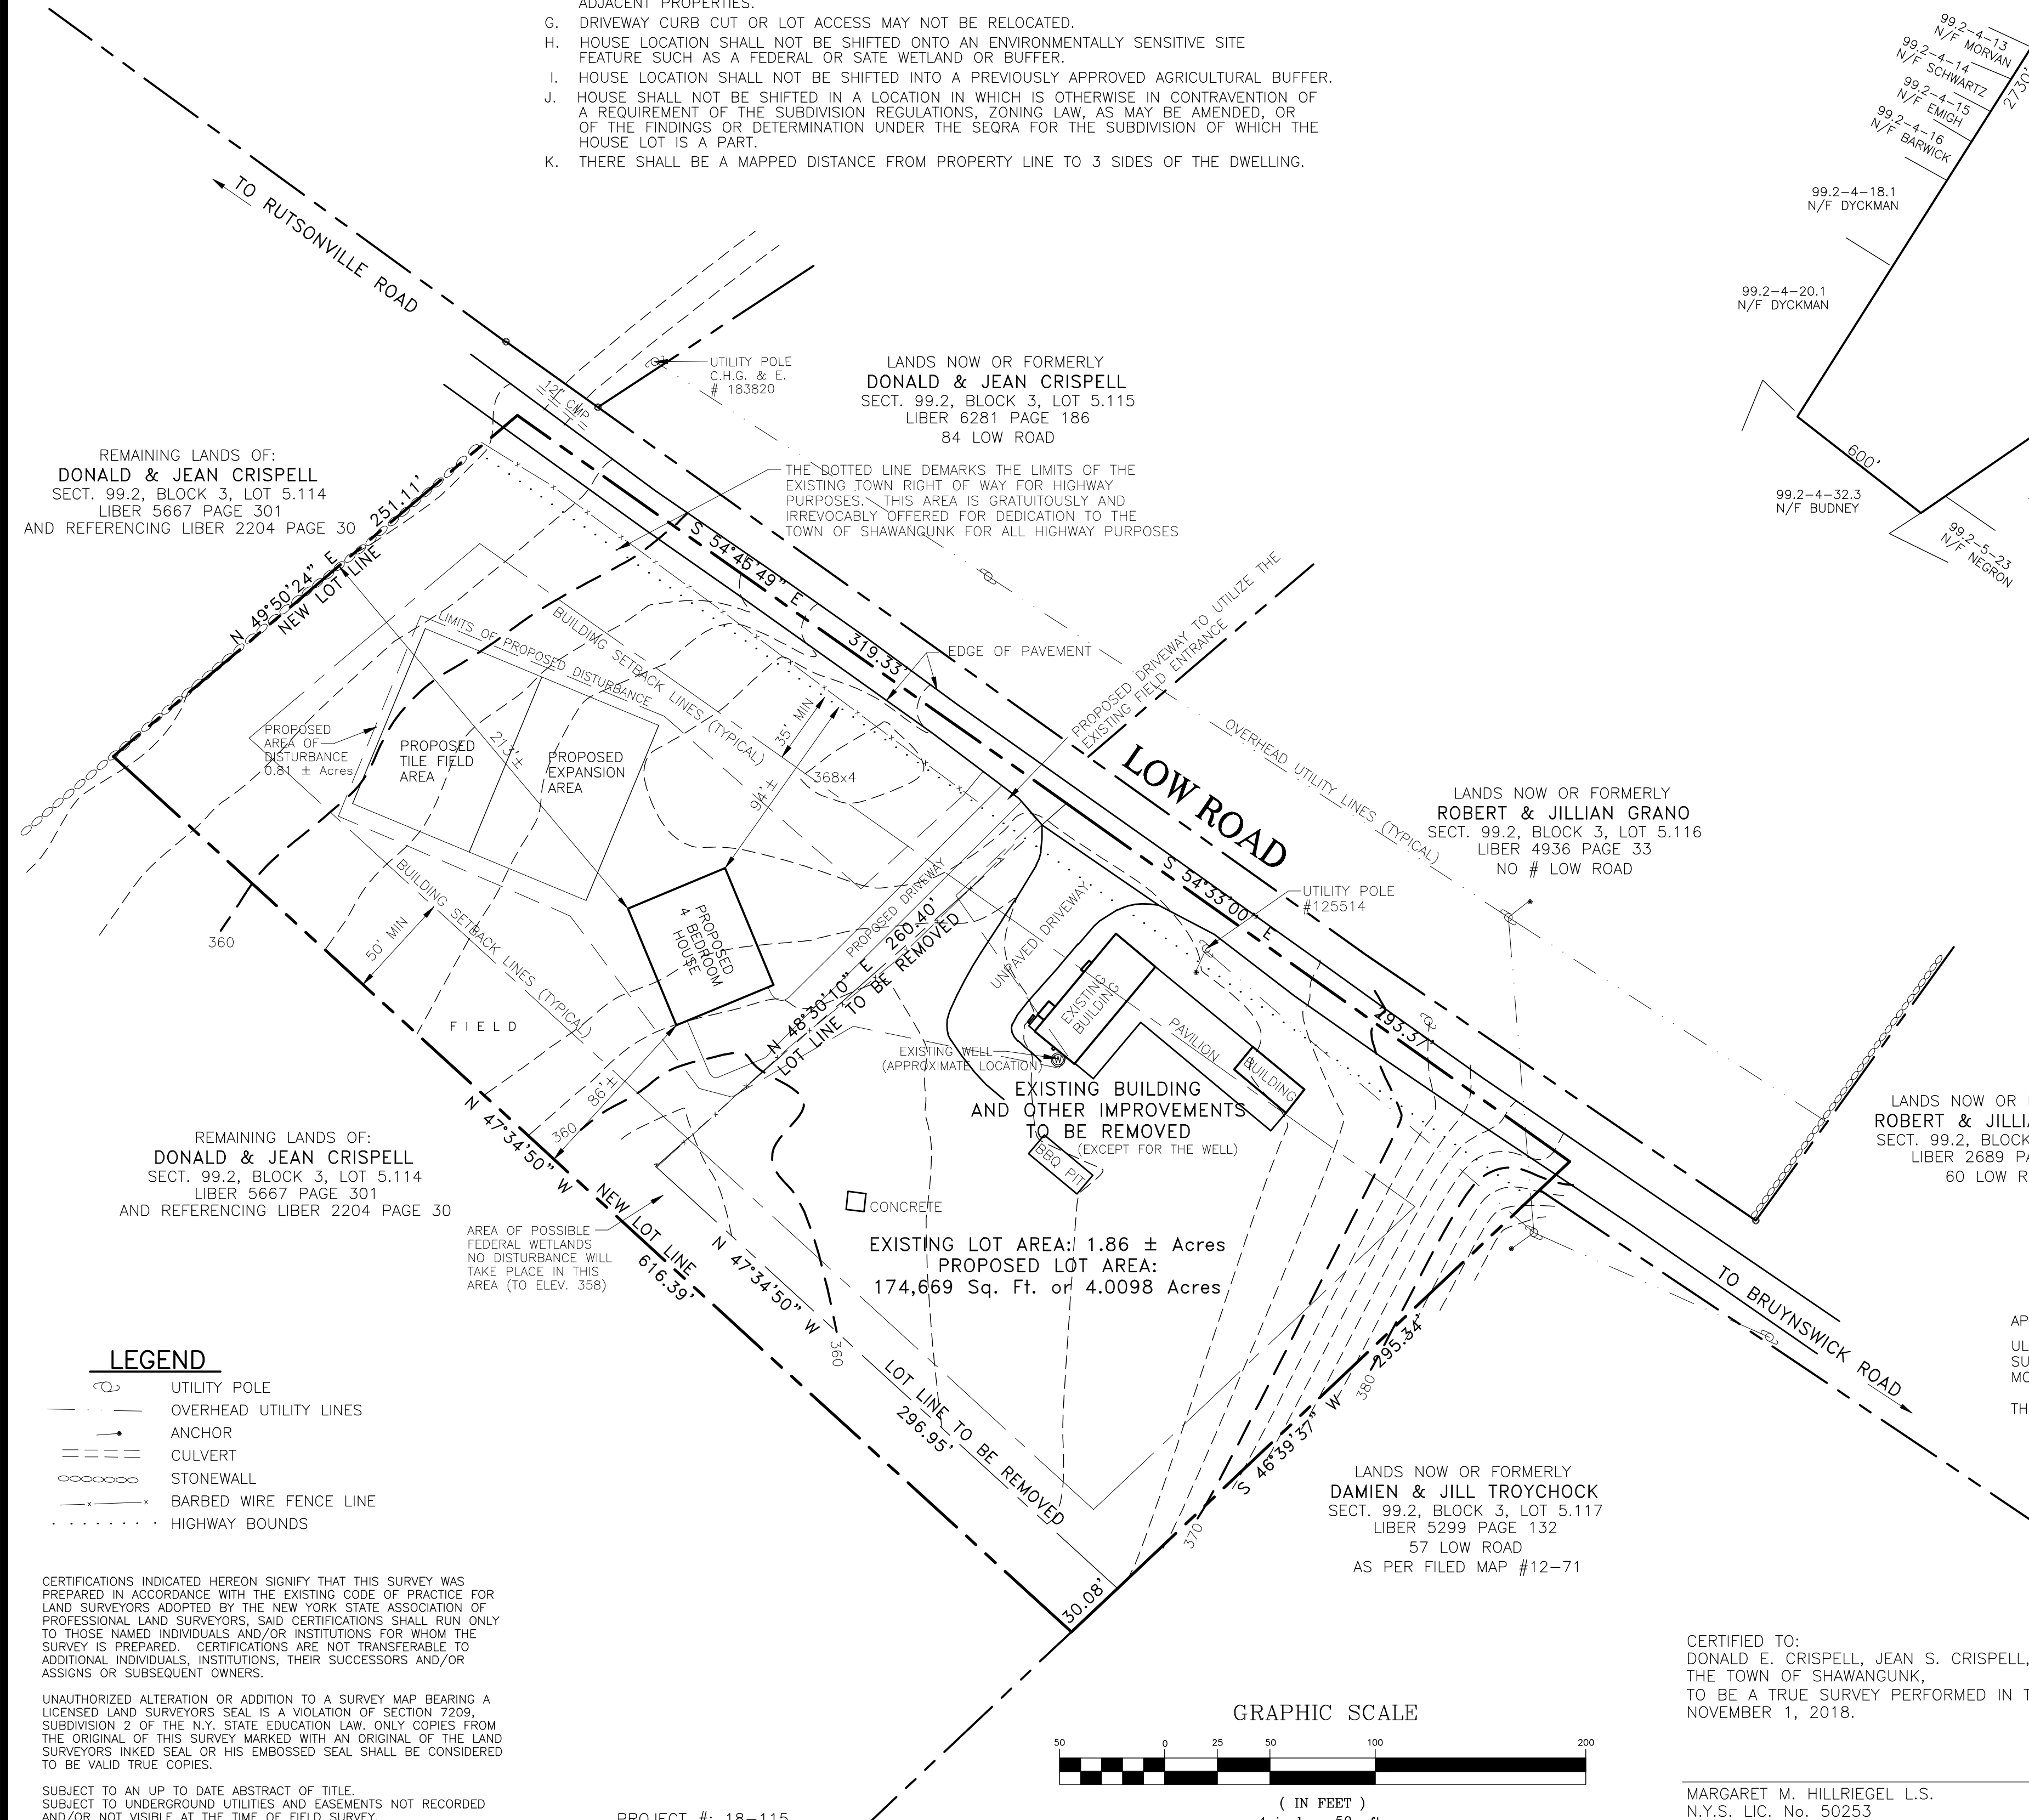 ADJACENT PROPERTIES.
G. DRIVEWAY CURB CUT OR LOT ACCESS MAY NOT BE RELOCATED.
H. HOUSE LOCATION SHALL NOT BE SHIFTED ONTO AN ENVIRONMENTALLY SENSITIVE SITE
FEATURE SUCH AS A FEDERAL OR SATE WETLAND OR BUFFER.
I. HOUSE LOCATION SHALL NOT BE SHIFTED INTO A PREVIOUSLY APPROVED AGRICULTURAL BUFFER.
J. HOUSE SHALL NOT BE SHIFTED IN A LOCATION IN WHICH IS OTHERWISE IN CONTRAVENTION OF
A REQUIREMENT OF THE SUBDIVISION REGULATIONS, ZONING LAW, AS MAY BE AMENDED, OR
OF THE FINDINGS OR DETERMINATION UNDER THE SEQRA FOR THE SUBDIVISION OF WHICH THE
HOUSE LOT IS A PART.
K. THERE SHALL BE A MAPPED DISTANCE FROM PROPERTY LINE TO 3 SIDES OF THE DWELLING.
99.2-4-13
N/F MORVAN
99.2-4-14
N/F SCHWARTZ
99.2-4-15
N/F EMIGH
99.2-4-16
N/F BARWICK
2730'
99.2-4-18.1
N/F DYCKMAN
99.2-4-20.1
N/F DYCKMAN
600'
99.2-4-32.3
N/F BUDNEY
99.2-5-23
N/F NEGRON
TO RUTSONVILLE ROAD
UTILITY POLE
C.H.G. & E.
# 183820
12" CMP
LANDS NOW OR FORMERLY
DONALD & JEAN CRISPELL
SECT. 99.2, BLOCK 3, LOT 5.115
LIBER 6281 PAGE 186
84 LOW ROAD
REMAINING LANDS OF:
DONALD & JEAN CRISPELL
SECT. 99.2, BLOCK 3, LOT 5.114
LIBER 5667 PAGE 301
AND REFERENCING LIBER 2204 PAGE 30
THE DOTTED LINE DEMARKS THE LIMITS OF THE
EXISTING TOWN RIGHT OF WAY FOR HIGHWAY
PURPOSES. THIS AREA IS GRATUITOUSLY AND
IRREVOCABLY OFFERED FOR DEDICATION TO THE
TOWN OF SHAWANGUNK FOR ALL HIGHWAY PURPOSES
N 49°50'24" E 251.11'
NEW LOT LINE
S 54°45'49" E 319.33'
EDGE OF PAVEMENT
PROPOSED DRIVEWAY TO UTILIZE THE
EXISTING FIELD ENTRANCE
BUILDING SETBACK LINES (TYPICAL)
LIMITS OF PROPOSED DISTURBANCE
PROPOSED
AREA OF
DISTURBANCE
0.81 ± Acres
PROPOSED
TILE FIELD
AREA
213'±
PROPOSED
EXPANSION
AREA
35' MIN
94'±
368x4
LOW ROAD
OVERHEAD UTILITY LINES (TYPICAL)
LANDS NOW OR FORMERLY
ROBERT & JILLIAN GRANO
SECT. 99.2, BLOCK 3, LOT 5.116
LIBER 4936 PAGE 33
NO # LOW ROAD
UTILITY POLE
#125514
S 54°33'00" E 293.37'
BUILDING SETBACK LINES (TYPICAL)
50' MIN
360
FIELD
PROPOSED
4 BEDROOM
HOUSE
PROPOSED DRIVEWAY
N 48°30'10" E 260.40'
LOT LINE TO BE REMOVED
UNPAVED DRIVEWAY
EXISTING
BUILDING
PAVILION
BUILDING
EXISTING WELL
(APPROXIMATE LOCATION)
W
EXISTING BUILDING
AND OTHER IMPROVEMENTS
TO BE REMOVED
(EXCEPT FOR THE WELL)
BBQ PIT
CONCRETE
86'±
360
LANDS NOW OR
ROBERT & JILLI
SECT. 99.2, BLOCK
LIBER 2689 PA
60 LOW R
REMAINING LANDS OF:
DONALD & JEAN CRISPELL
SECT. 99.2, BLOCK 3, LOT 5.114
LIBER 5667 PAGE 301
AND REFERENCING LIBER 2204 PAGE 30
N 47°34'50" W
NEW LOT LINE
616.39'
AREA OF POSSIBLE
FEDERAL WETLANDS
NO DISTURBANCE WILL
TAKE PLACE IN THIS
AREA (TO ELEV. 358)
EXISTING LOT AREA: 1.86 ± Acres
PROPOSED LOT AREA:
174,669 Sq. Ft. or 4.0098 Acres
N 47°34'50" W
360
LOT LINE TO BE REMOVED
296.95'
S 46°39'37" W 295.34'
380
370
30.08'
TO BRUYNSWICK ROAD
LANDS NOW OR FORMERLY
DAMIEN & JILL TROYCHOCK
SECT. 99.2, BLOCK 3, LOT 5.117
LIBER 5299 PAGE 132
57 LOW ROAD
AS PER FILED MAP #12-71
AP
UL
SU
MO
TH
LEGEND
UTILITY POLE
OVERHEAD UTILITY LINES
ANCHOR
CULVERT
STONEWALL
BARBED WIRE FENCE LINE
HIGHWAY BOUNDS
CERTIFICATIONS INDICATED HEREON SIGNIFY THAT THIS SURVEY WAS
PREPARED IN ACCORDANCE WITH THE EXISTING CODE OF PRACTICE FOR
LAND SURVEYORS ADOPTED BY THE NEW YORK STATE ASSOCIATION OF
PROFESSIONAL LAND SURVEYORS, SAID CERTIFICATIONS SHALL RUN ONLY
TO THOSE NAMED INDIVIDUALS AND/OR INSTITUTIONS FOR WHOM THE
SURVEY IS PREPARED. CERTIFICATIONS ARE NOT TRANSFERABLE TO
ADDITIONAL INDIVIDUALS, INSTITUTIONS, THEIR SUCCESSORS AND/OR
ASSIGNS OR SUBSEQUENT OWNERS.
UNAUTHORIZED ALTERATION OR ADDITION TO A SURVEY MAP BEARING A
LICENSED LAND SURVEYORS SEAL IS A VIOLATION OF SECTION 7209,
SUBDIVISION 2 OF THE N.Y. STATE EDUCATION LAW. ONLY COPIES FROM
THE ORIGINAL OF THIS SURVEY MARKED WITH AN ORIGINAL OF THE LAND
SURVEYORS INKED SEAL OR HIS EMBOSSED SEAL SHALL BE CONSIDERED
TO BE VALID TRUE COPIES.
SUBJECT TO AN UP TO DATE ABSTRACT OF TITLE.
SUBJECT TO UNDERGROUND UTILITIES AND EASEMENTS NOT RECORDED
AND/OR NOT VISIBLE AT THE TIME OF FIELD SURVEY.
PROJECT #: 18-115
GRAPHIC SCALE
50 0 25 50 100 200
( IN FEET )
CERTIFIED TO:
DONALD E. CRISPELL, JEAN S. CRISPELL,
THE TOWN OF SHAWANGUNK,
TO BE A TRUE SURVEY PERFORMED IN T
NOVEMBER 1, 2018.
MARGARET M. HILLRIEGEL L.S.
N.Y.S. LIC. No. 50253